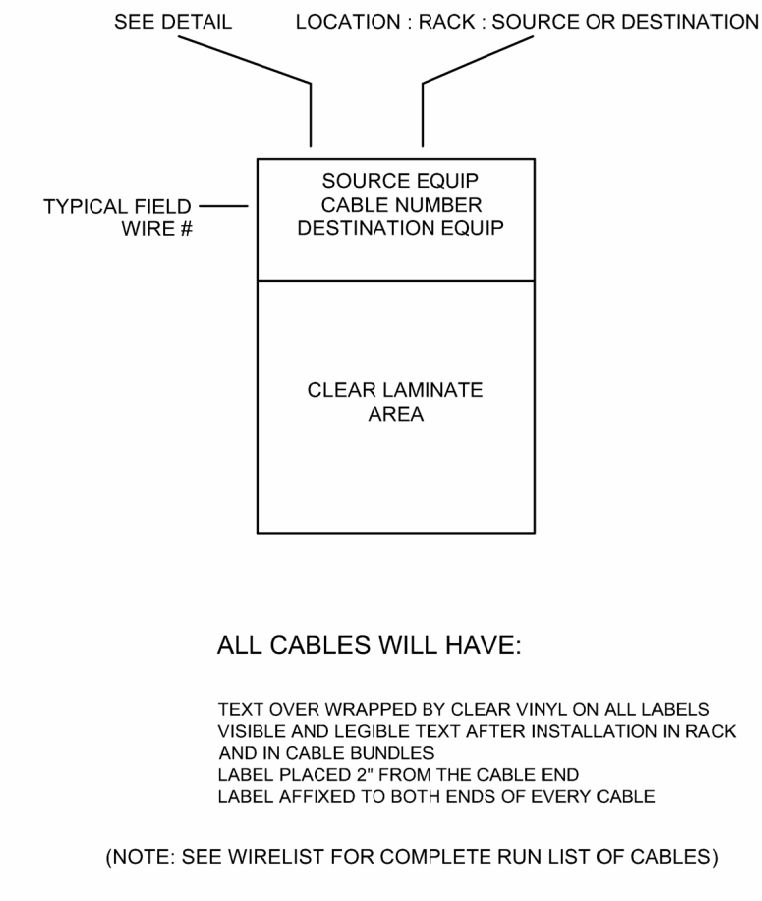 SEE DETAIL
LOCATION : RACK : SOURCE OR DESTINATION
TYPICAL FIELD
WIRE #
SOURCE EQUIP
CABLE NUMBER
DESTINATION EQUIP
CLEAR LAMINATE
AREA
ALL CABLES WILL HAVE:
TEXT OVER WRAPPED BY CLEAR VINYL ON ALL LABELS
VISIBLE AND LEGIBLE TEXT AFTER INSTALLATION IN RACK
AND IN CABLE BUNDLES
LABEL PLACED 2" FROM THE CABLE END
LABEL AFFIXED TO BOTH ENDS OF EVERY CABLE
(NOTE: SEE WIRELIST FOR COMPLETE RUN LIST OF CABLES)